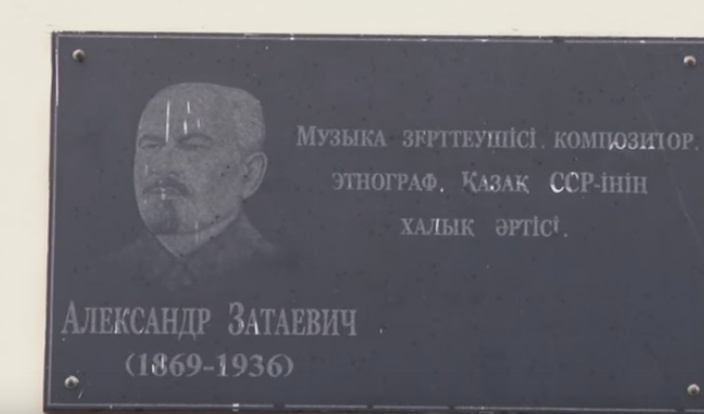 Музыка зерттеушісі, композитор,
этнограф, Қазақ ССР-інің
халық әртісі.
Александр Затаевич
(1869-1936)